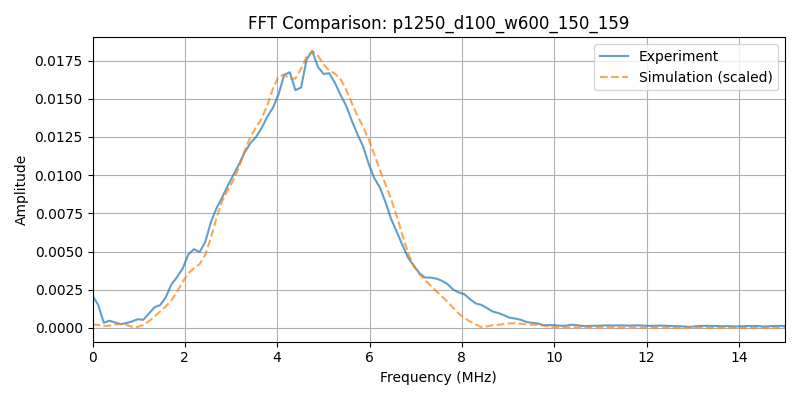 FFT Comparison: p1250_d100_w600_150_159
Experiment
Simulation (scaled)
Amplitude
0.0175
0.0150
0.0125
0.0100
0.0075
0.0050
0.0025
0.0000
0 2 4 6 8 10 12 14
Frequency (MHz)